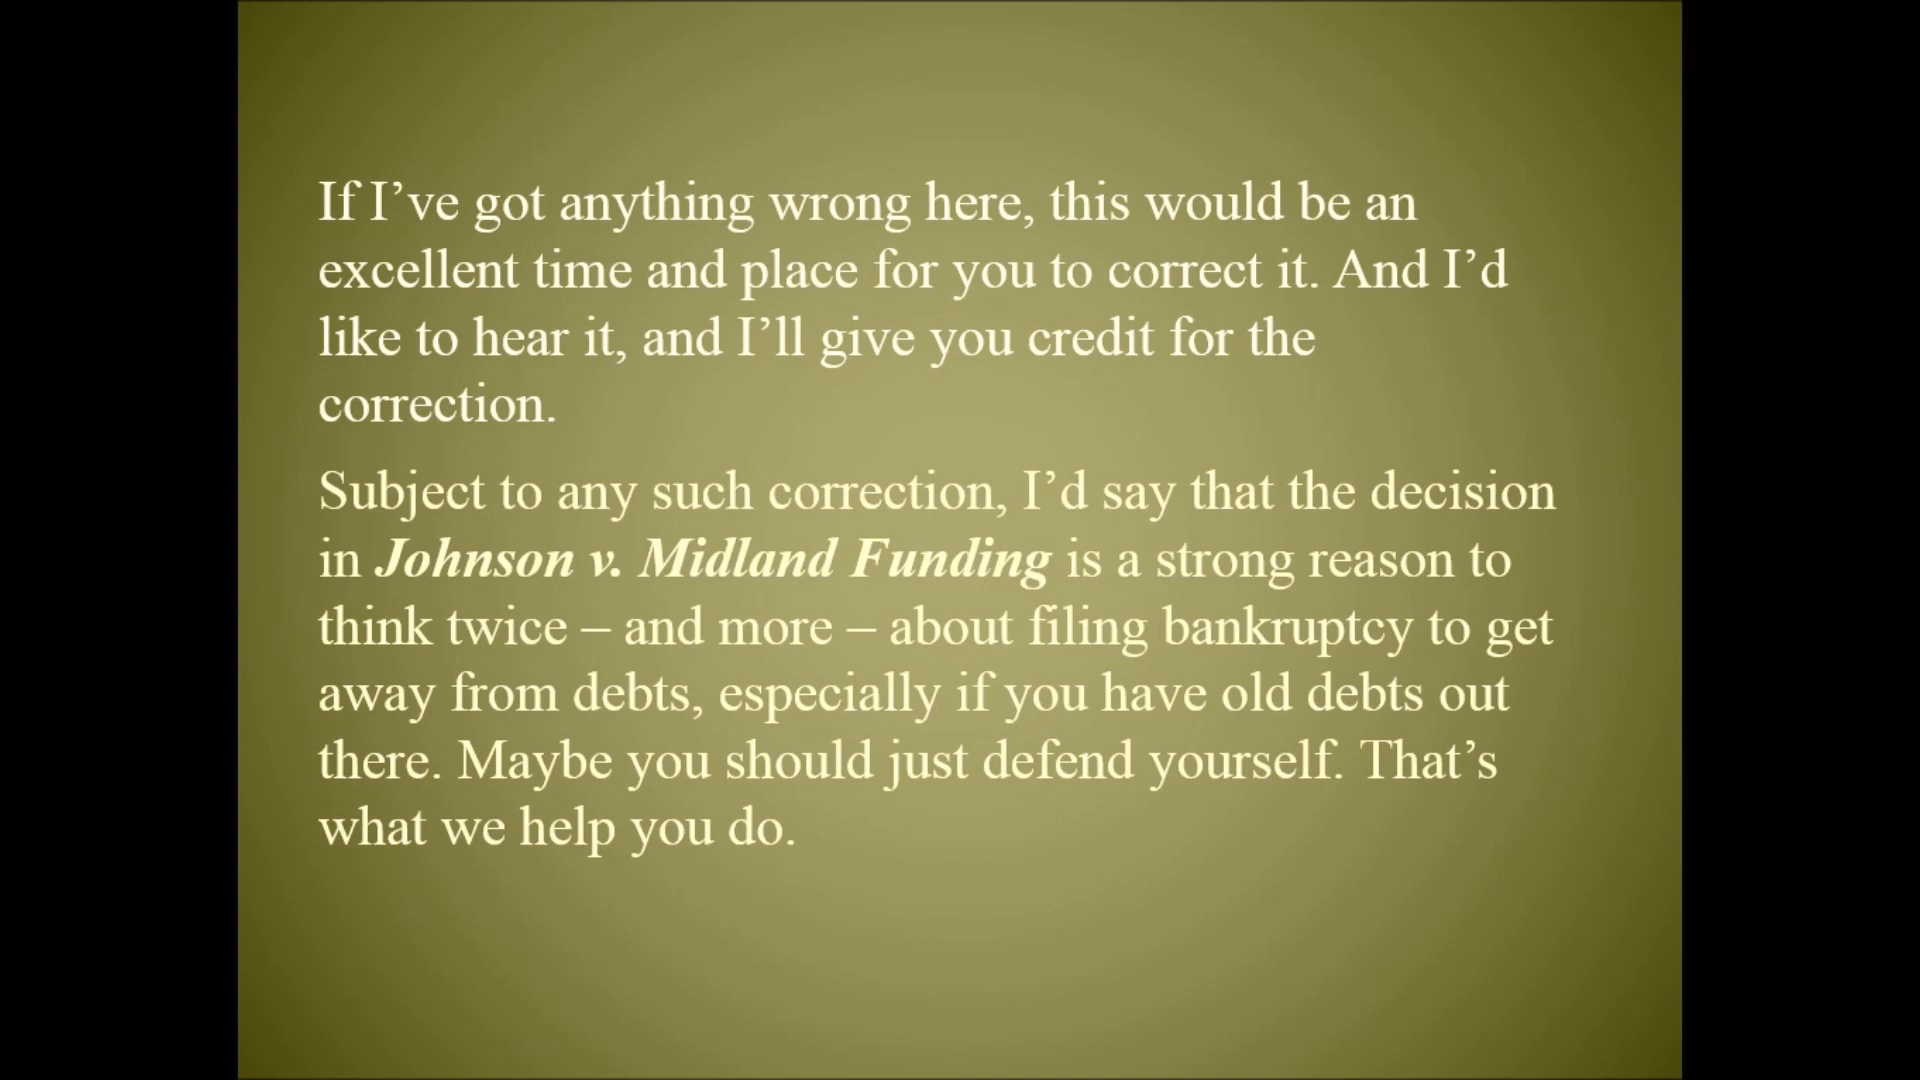 If I’ve got anything wrong here, this would be an
excellent time and place for you to correct it. And I’d
like to hear it, and I’ll give you credit for the
correction.
Subject to any such correction, I’d say that the decision
in Johnson v. Midland Funding is a strong reason to
think twice – and more – about filing bankruptcy to get
away from debts, especially if you have old debts out
there. Maybe you should just defend yourself. That’s
what we help you do.